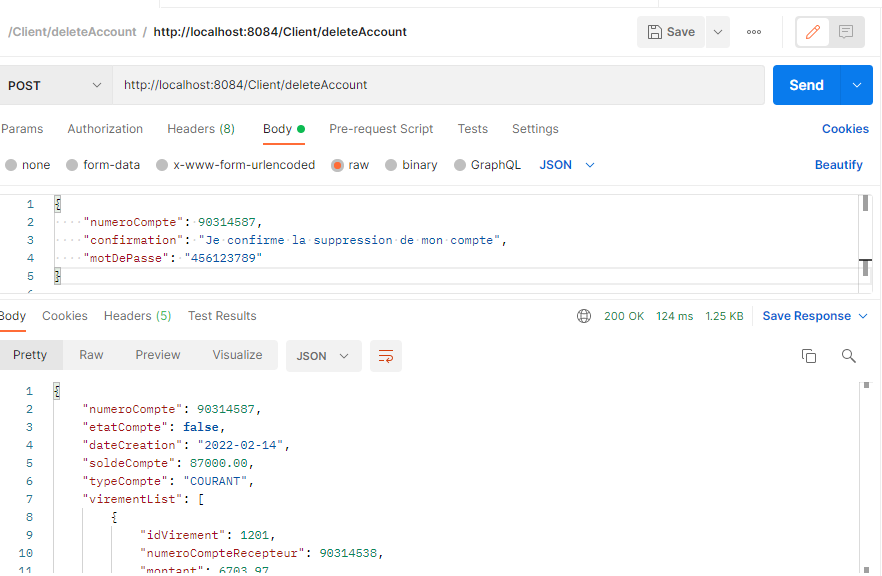 /Client/deleteAccount / http://localhost:8084/Client/deleteAccount Save
POST http://localhost:8084/Client/deleteAccount Send
Params Authorization Headers (8) Body Pre-request Script Tests Settings Cookies
none form-data x-www-form-urlencoded raw binary GraphQL JSON Beautify
1 {
2 "numeroCompte": 90314587,
3 "confirmation": "Je confirme la suppression de mon compte",
4 "motDePasse": "456123789"
5 }
Body Cookies Headers (5) Test Results 200 OK 124 ms 1.25 KB Save Response
Pretty Raw Preview Visualize JSON
1 {
2 "numeroCompte": 90314587,
3 "etatCompte": false,
4 "dateCreation": "2022-02-14",
5 "soldeCompte": 87000.00,
6 "typeCompte": "COURANT",
7 "virementList": [
8 {
9 "idVirement": 1201,
10 "numeroCompteRecepteur": 90314538,
11 "montant": 6703.97